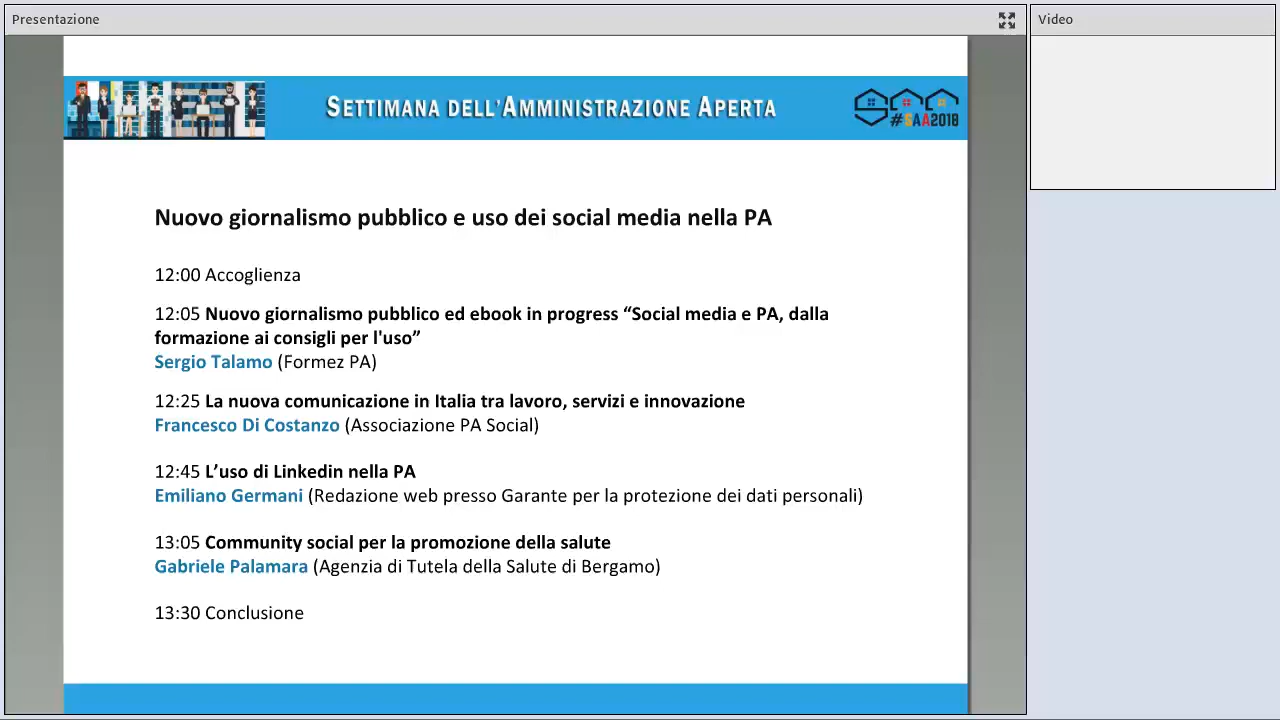 Presentazione
Video
SETTIMANA DELL'AMMINISTRAZIONE APERTA
#SAA2018
Nuovo giornalismo pubblico e uso dei social media nella PA
12:00 Accoglienza
12:05 Nuovo giornalismo pubblico ed ebook in progress “Social media e PA, dalla
formazione ai consigli per l'uso”
Sergio Talamo (Formez PA)
12:25 La nuova comunicazione in Italia tra lavoro, servizi e innovazione
Francesco Di Costanzo (Associazione PA Social)
12:45 L’uso di Linkedin nella PA
Emiliano Germani (Redazione web presso Garante per la protezione dei dati personali)
13:05 Community social per la promozione della salute
Gabriele Palamara (Agenzia di Tutela della Salute di Bergamo)
13:30 Conclusione